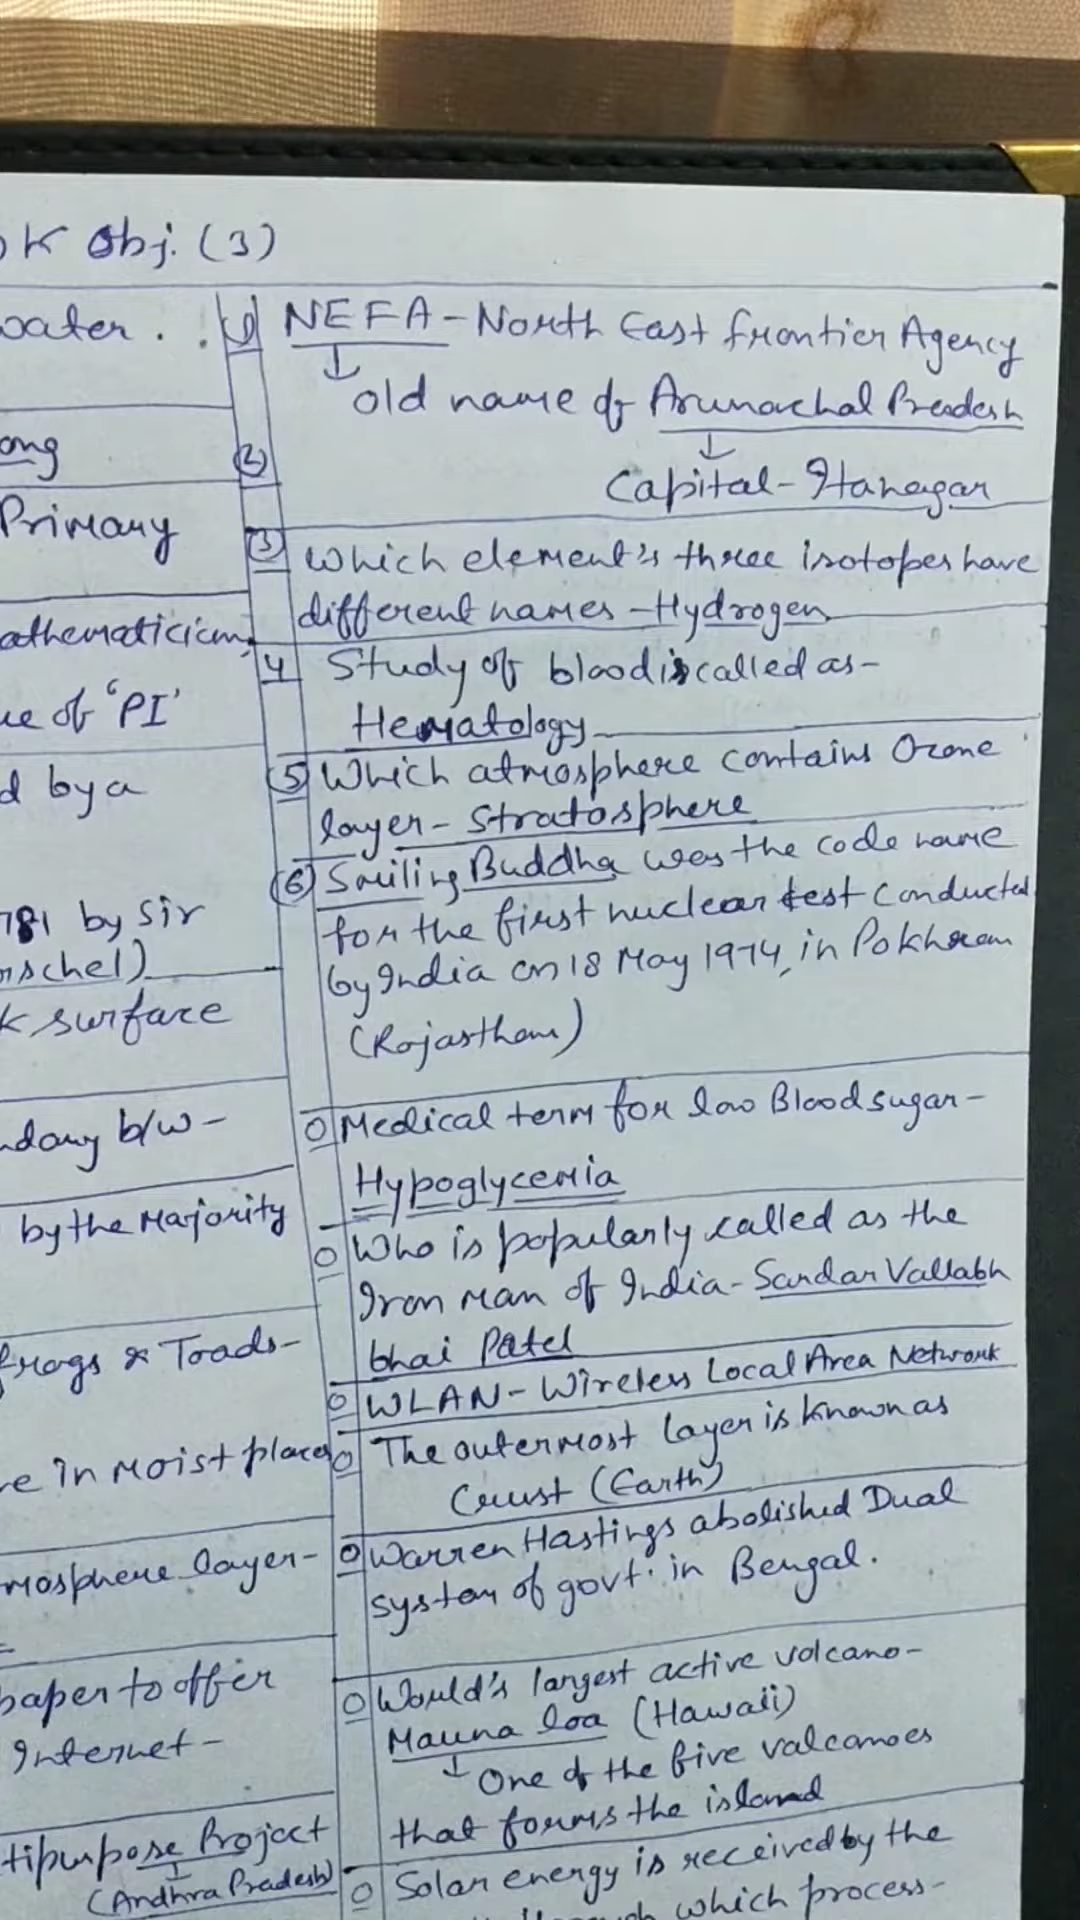 K Obj. (3)
water.
ong
Primary
athematician
ue of 'PI'
d by a
781 by Sir
rschel)
K surface
ndary b/w-
by the Majority
frogs & Toads-
re in Moist places
mosphere layer-
paper to offer
Internet-
tipurpose Project
(Andhra Pradesh)
1 NEFA - North East frontier Agency
old name of Arunachal Pradesh
2
Capital - Itanagar
3 Which element's three isotopes have
different names - Hydrogen
4 Study of blood is called as -
Hematology
5 Which atmosphere contains Ozone
layer - Stratosphere
6 Smiling Buddha was the code name
for the first nuclear test conducted
by India on 18 May 1974, in Pokhran
(Rajasthan)
O Medical term for low Blood sugar -
Hypoglycemia
O Who is popularly called as the
Iron Man of India - Sardar Vallabh
bhai Patel
O WLAN - Wireless Local Area Network
O The outermost layer is known as
Crust (Earth)
O Warren Hastings abolished Dual
system of govt. in Bengal.
O World's largest active volcano -
Mauna loa (Hawaii)
One of the five valcanoes
that forms the island
O Solar energy is received by the
which process -